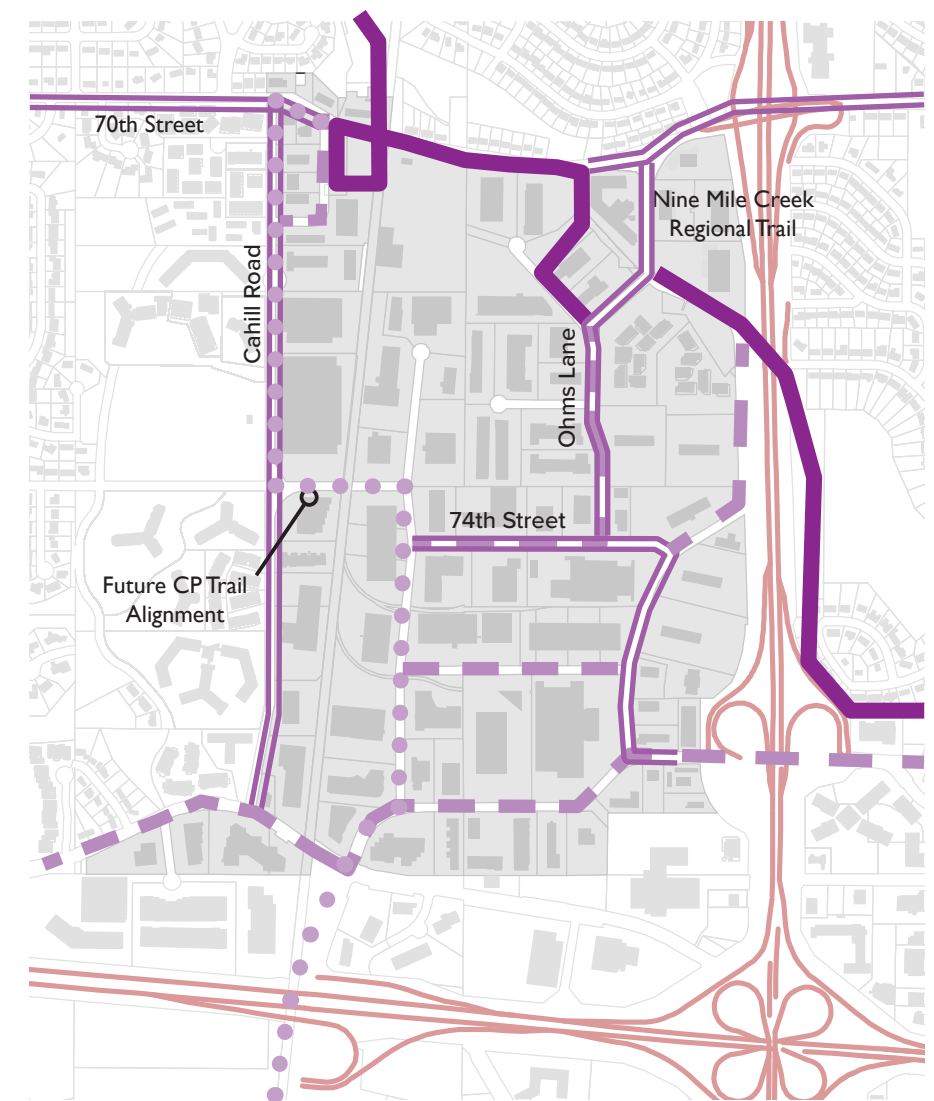 70th Street
Nine Mile Creek
Regional Trail
Cahill Road
Ohms Lane
74th Street
Future CP Trail
Alignment